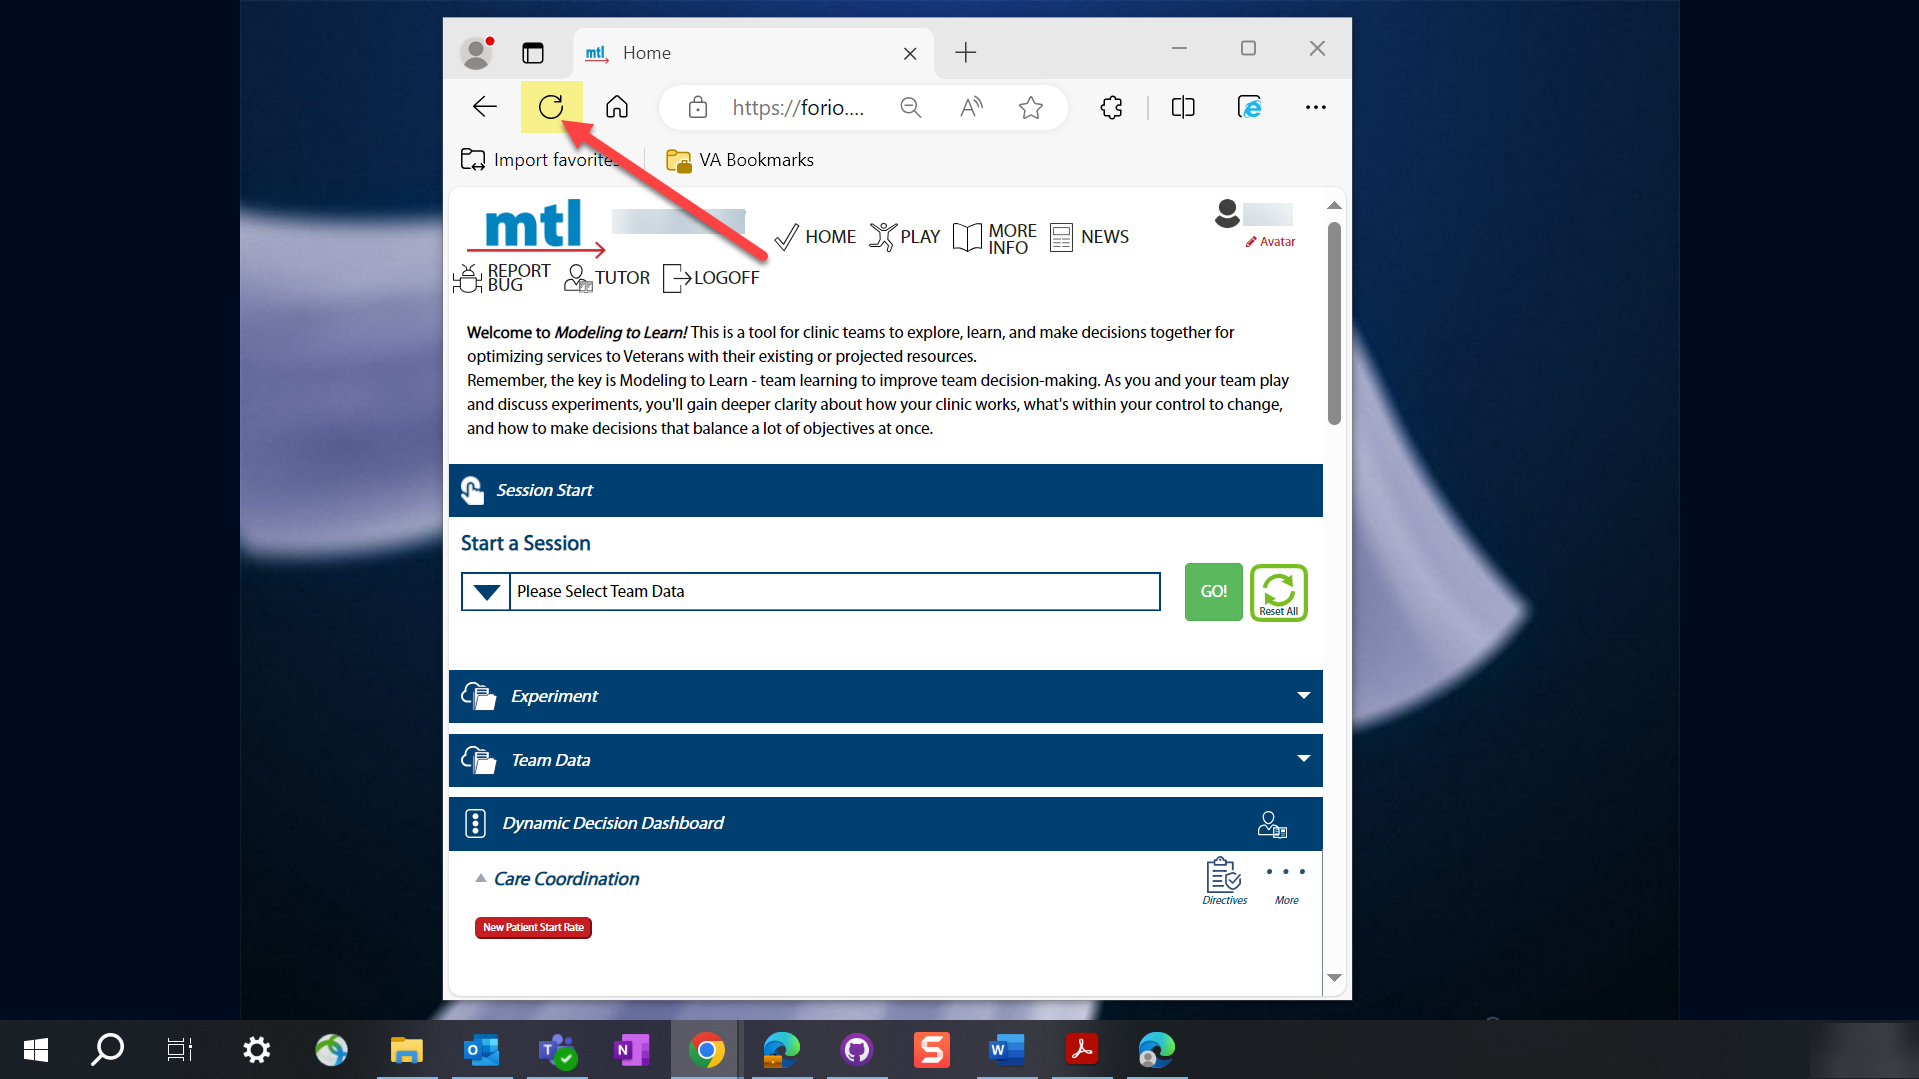 mtl Home
https://forio....
Import favorites
VA Bookmarks
mtl
HOME
PLAY
MORE
INFO
NEWS
Avatar
REPORT
BUG
TUTOR
LOGOFF
Welcome to Modeling to Learn! This is a tool for clinic teams to explore, learn, and make decisions together for
optimizing services to Veterans with their existing or projected resources.
Remember, the key is Modeling to Learn - team learning to improve team decision-making. As you and your team play
and discuss experiments, you'll gain deeper clarity about how your clinic works, what's within your control to change,
and how to make decisions that balance a lot of objectives at once.
Session Start
Start a Session
Please Select Team Data
GO!
Reset All
Experiment
Team Data
Dynamic Decision Dashboard
Care Coordination
Directives
More
New Patient Start Rate